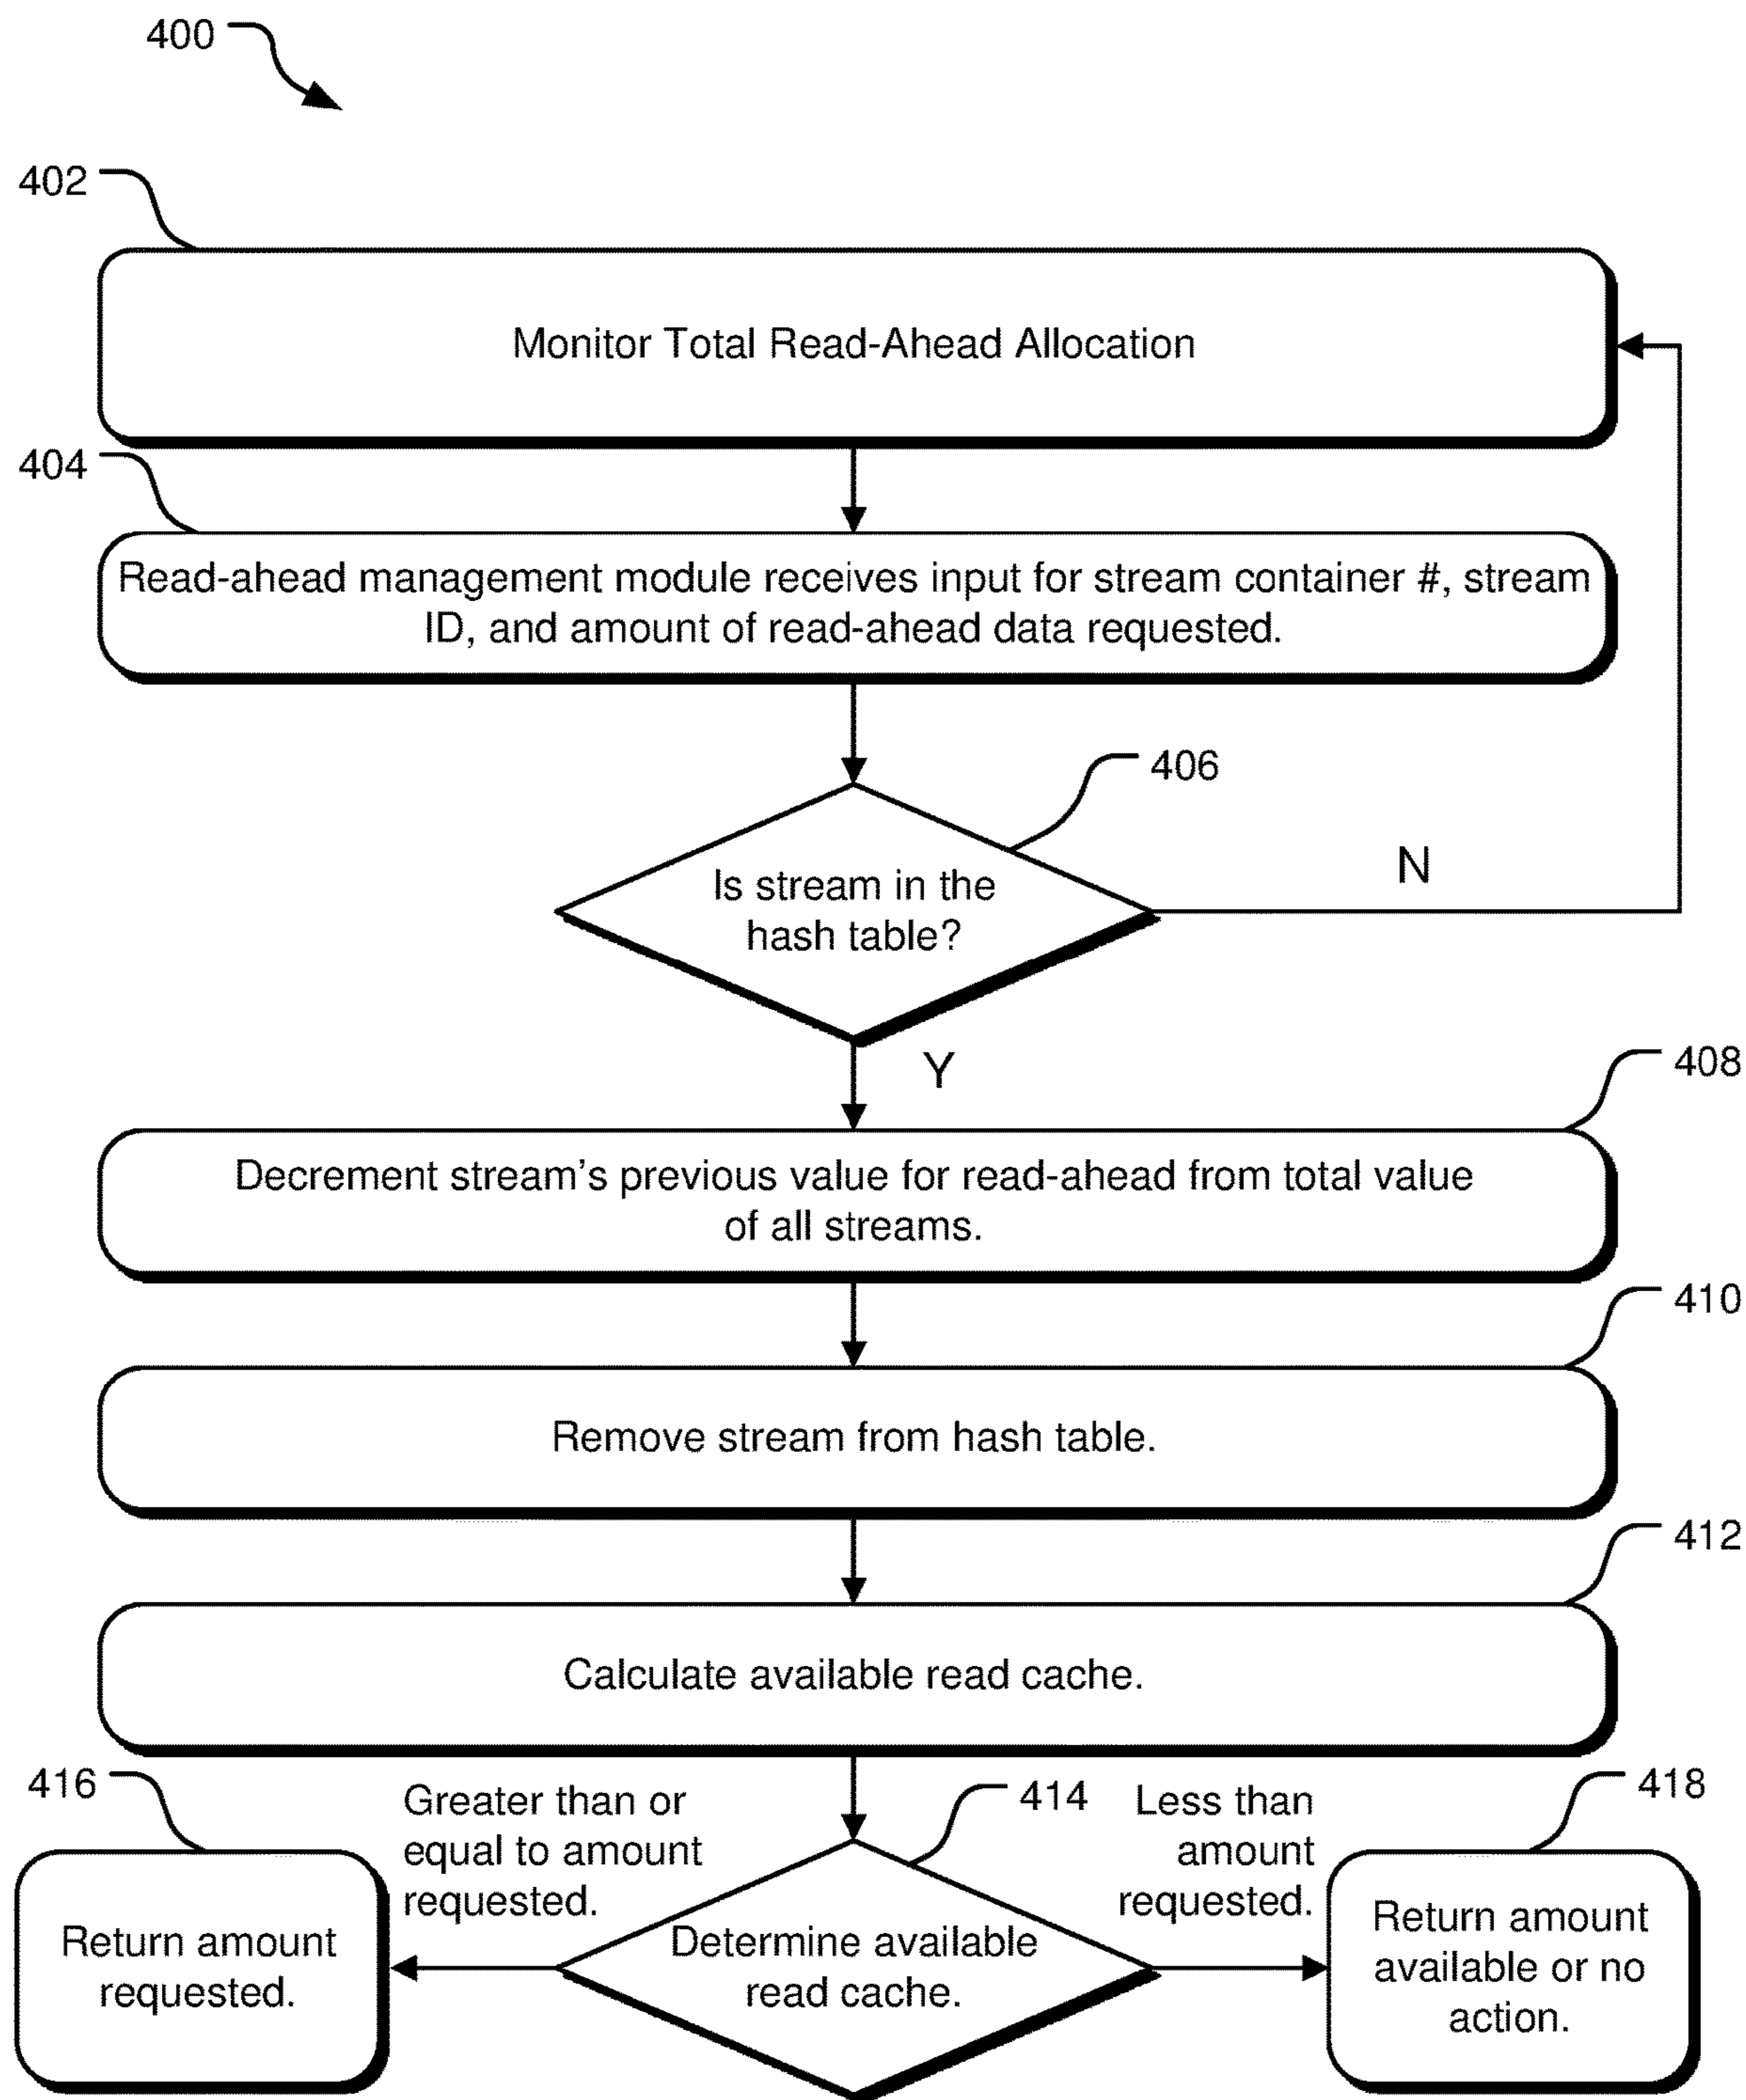 400
402
Monitor Total Read-Ahead Allocation
404
Read-ahead management module receives input for stream container #, stream
ID, and amount of read-ahead data requested.
406
Is stream in the
hash table?
N
Y
408
Decrement stream's previous value for read-ahead from total value
of all streams.
410
Remove stream from hash table.
412
Calculate available read cache.
416
Greater than or
equal to amount
requested.
414
Less than
amount
requested.
418
Return amount
requested.
Determine available
read cache.
Return amount
available or no
action.